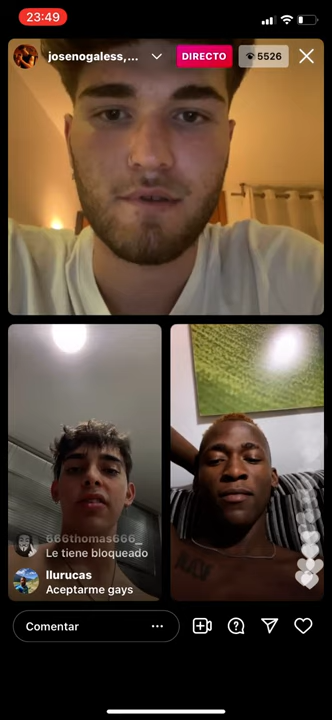 23:49
josenogaless,...
DIRECTO
5526
666thomas666_
Le tiene bloqueado
llurucas
Aceptarme gays
Comentar